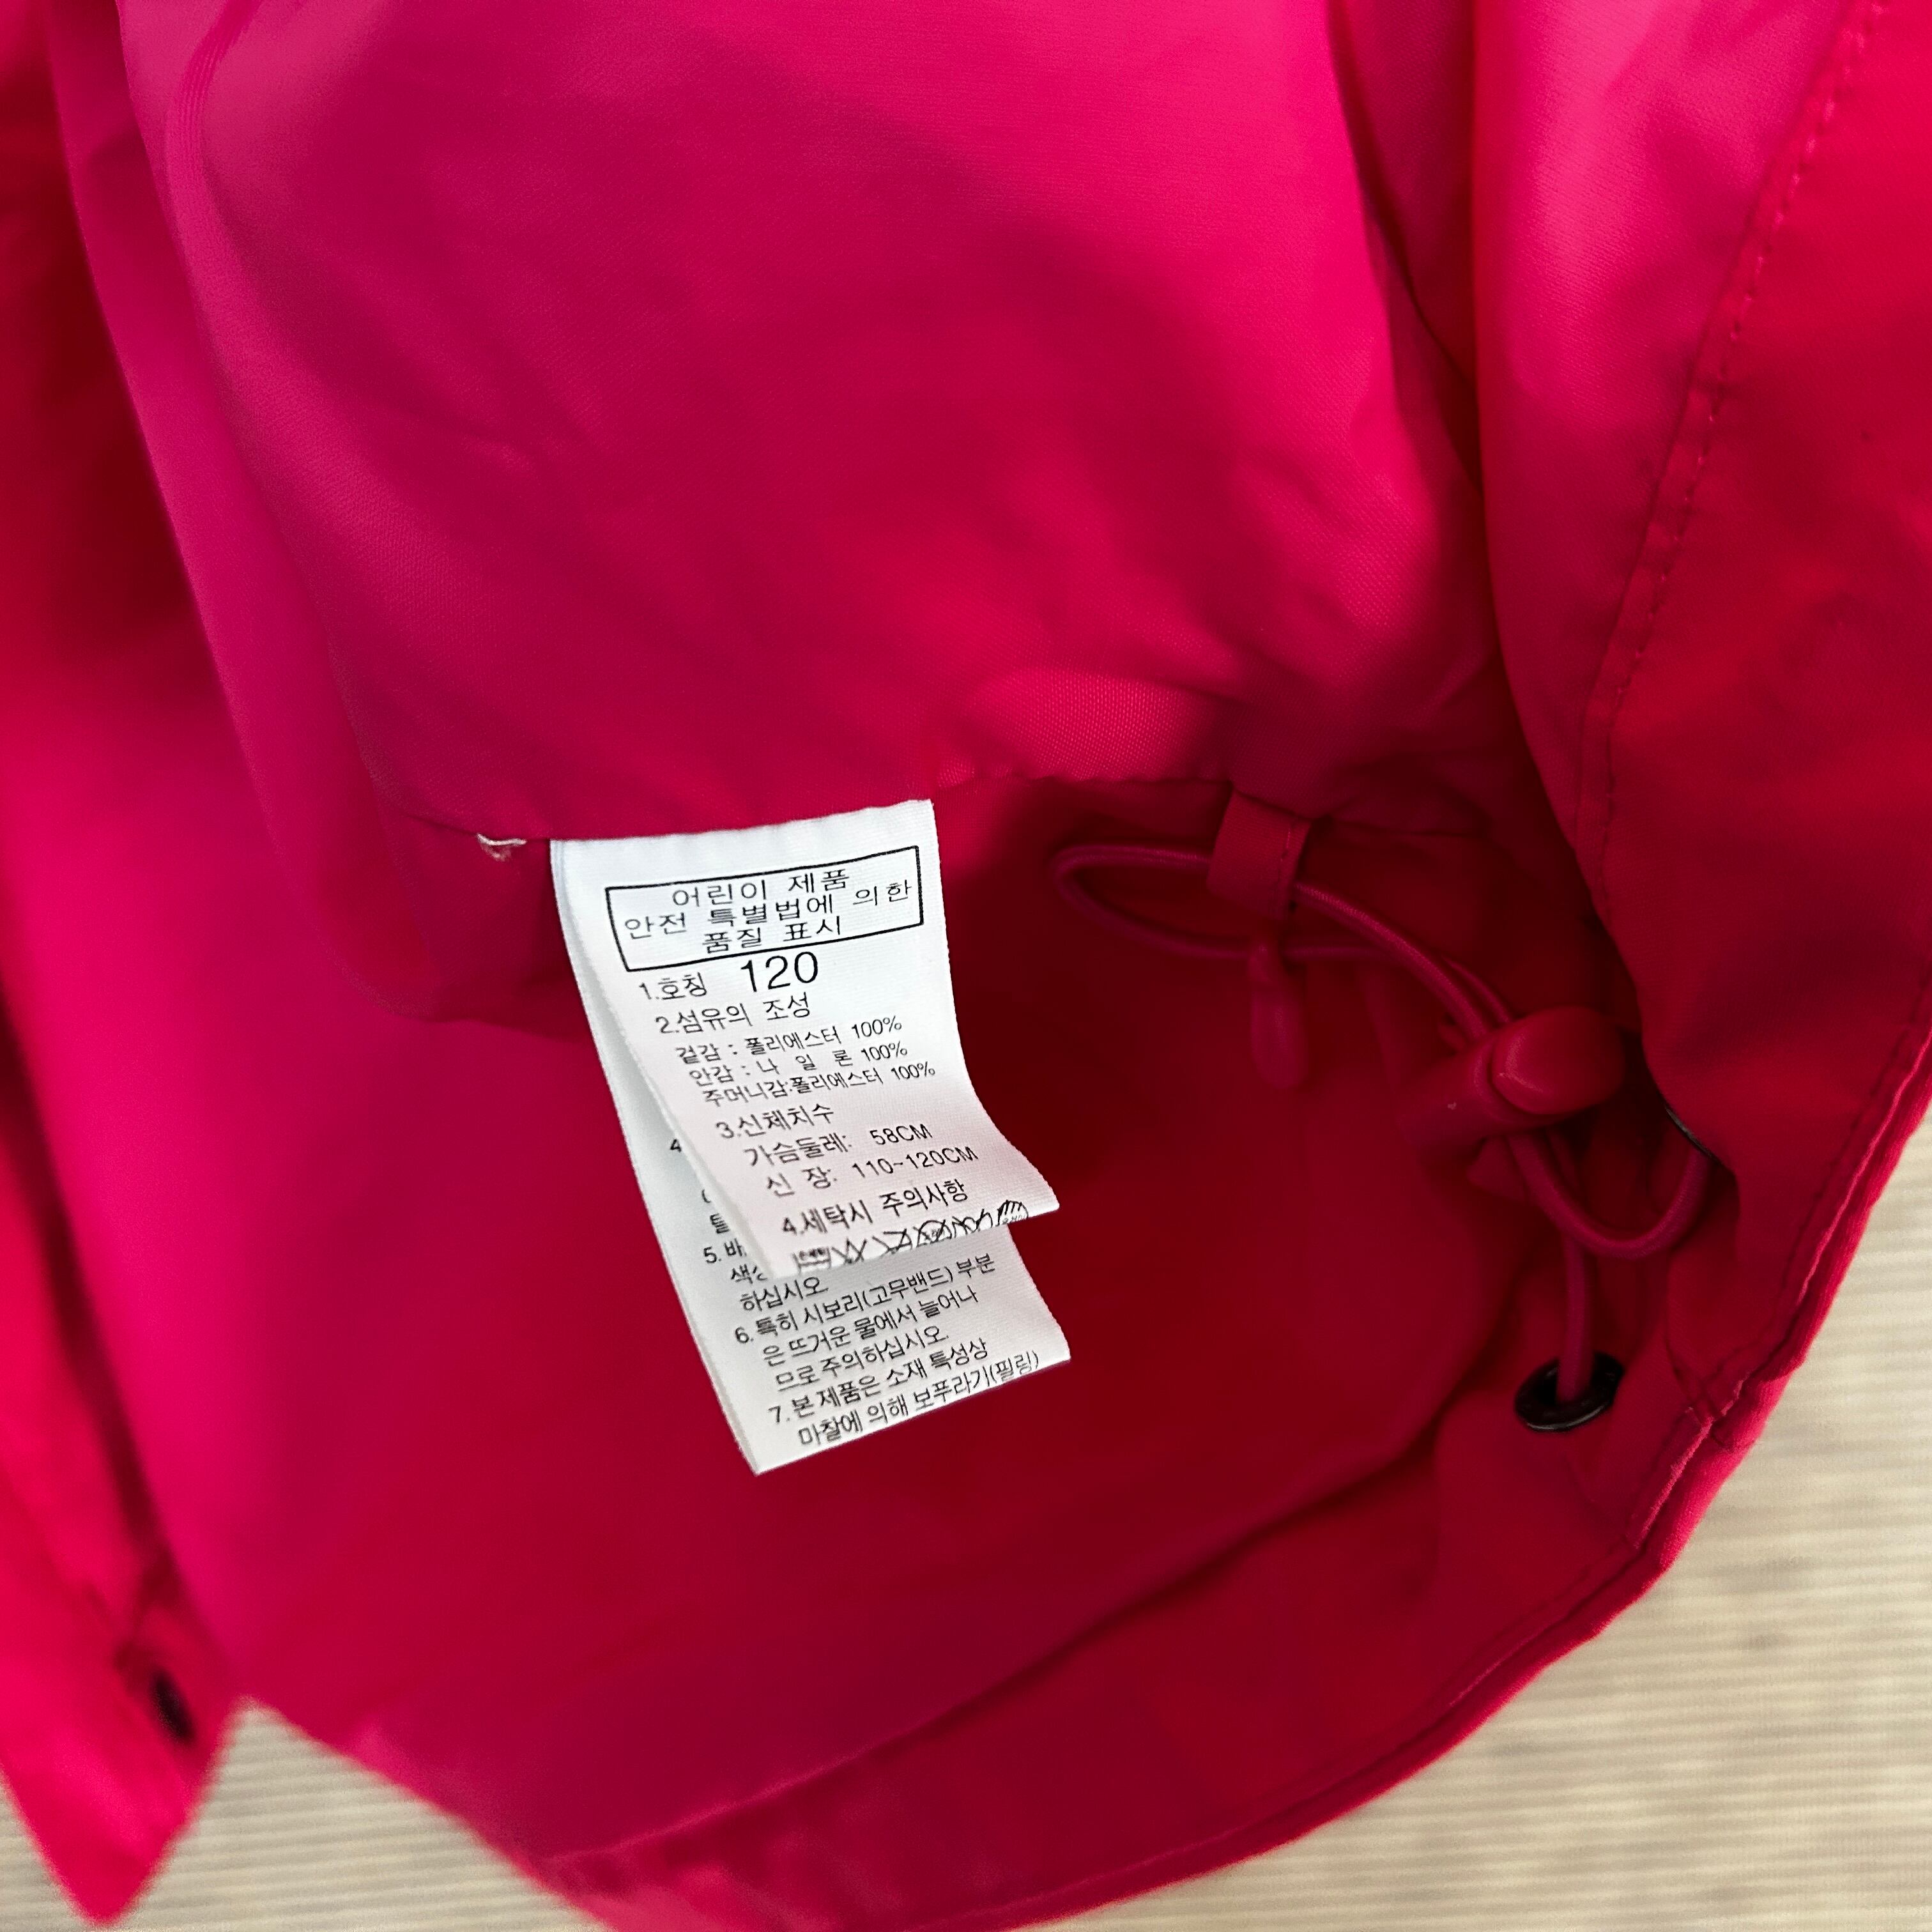 어린이 제품
안전 특별법에 의한
품질 표시
1.호칭 120
2.섬유의 조성
겉감 : 폴리에스터 100%
안감 : 나 일 론 100%
주머니감:폴리에스터 100%
3.신체치수
가슴둘레: 58CM
신 장: 110~120CM
4.세탁시 주의사항
4
(
5.
하십시오
6.특히 시보리(고무밴드) 부분
은 뜨거운 물에서 늘어나
므로 주의하십시오.
7.본 제품은 소재 특성상
마찰에 의해 보푸라기(필링)